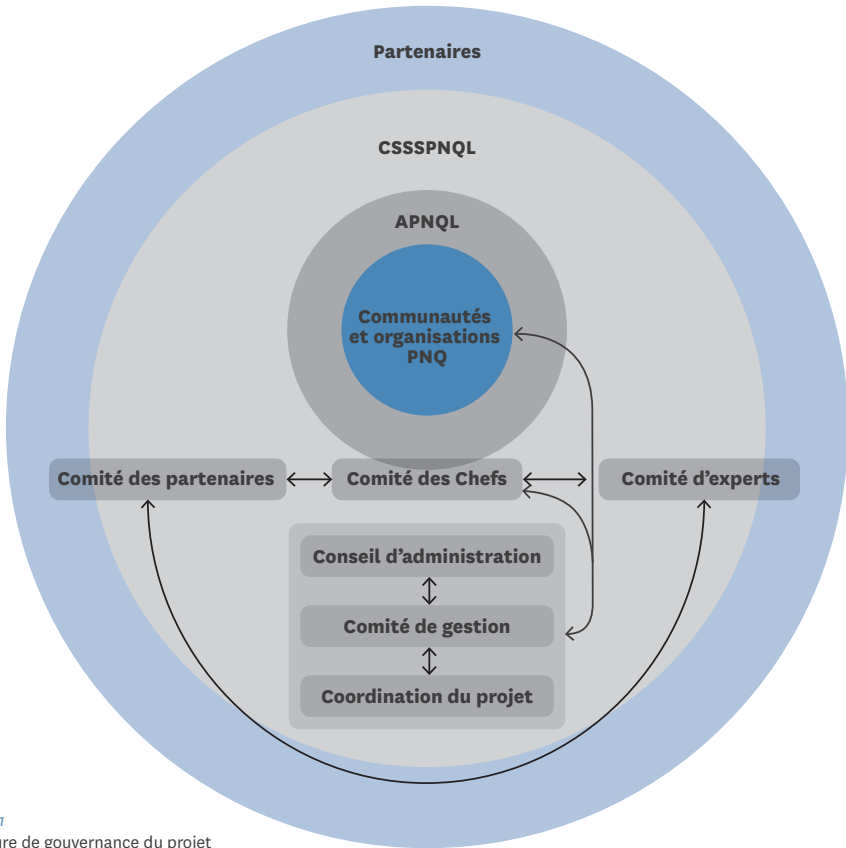 Partenaires
CSSSPNQL
APNQL
Communautés
et organisations
PNQ
Comité des partenaires
Comité des Chefs
Comité d'experts
Conseil d'administration
Comité de gestion
Coordination du projet
de gouvernance du projet